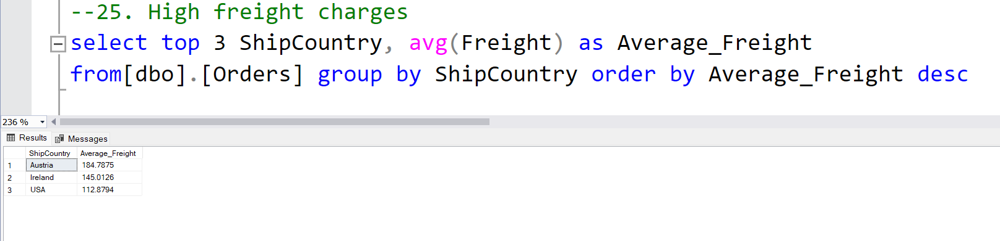 --25. High freight charges
select top 3 ShipCountry, avg(Freight) as Average_Freight
from[dbo].[Orders] group by ShipCountry order by Average_Freight desc
236 %
Results Messages
ShipCountry Average_Freight
1 Austria 184.7875
2 Ireland 145.0126
3 USA 112.8794